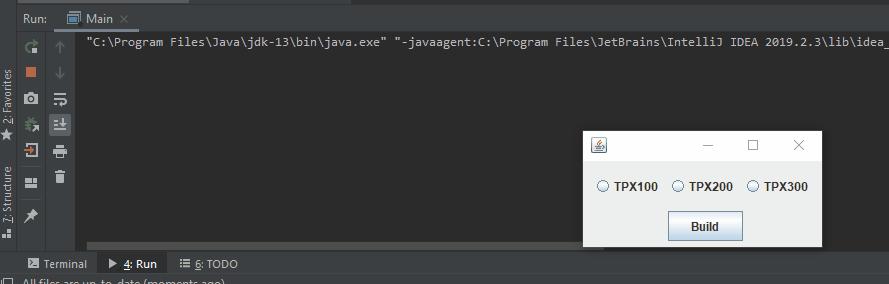 Run: Main
"C:\Program Files\Java\jdk-13\bin\java.exe" "-javaagent:C:\Program Files\JetBrains\IntelliJ IDEA 2019.2.3\lib\idea_
2: Favorites
7: Structure
TPX100 TPX200 TPX300
Build
Terminal 4: Run 6: TODO
All files are up-to-date (moments ago)